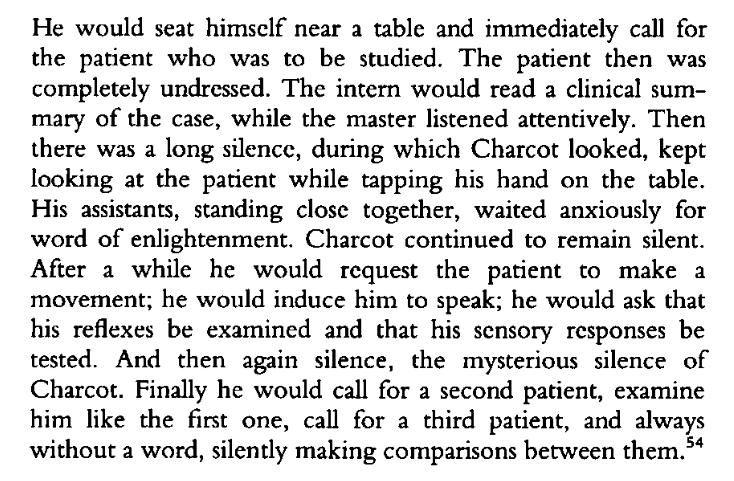 He would seat himself near a table and immediately call for
the patient who was to be studied. The patient then was
completely undressed. The intern would read a clinical sum-
mary of the case, while the master listened attentively. Then
there was a long silence, during which Charcot looked, kept
looking at the patient while tapping his hand on the table.
His assistants, standing close together, waited anxiously for
word of enlightenment. Charcot continued to remain silent.
After a while he would request the patient to make a
movement; he would induce him to speak; he would ask that
his reflexes be examined and that his sensory responses be
tested. And then again silence, the mysterious silence of
Charcot. Finally he would call for a second patient, examine
him like the first one, call for a third patient, and always
without a word, silently making comparisons between them.54